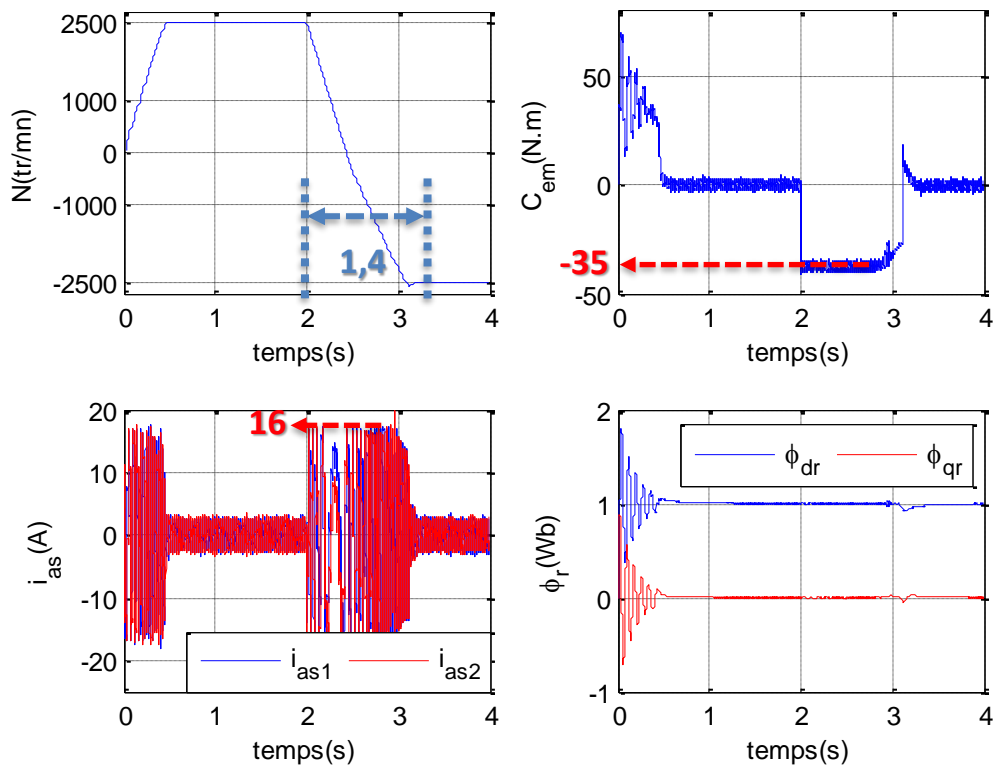 2500
1000
0
-1000
-2500
N(tr/mn)
1,4
0 1 2 3 4
temps(s)
50
0
-35
-50
C_em(N.m)
0 1 2 3 4
temps(s)
20
16
10
0
-10
-20
i_as(A)
i_as1 i_as2
0 1 2 3 4
temps(s)
2
1
0
-1
ϕ_r(Wb)
ϕ_dr ϕ_qr
0 1 2 3 4
temps(s)